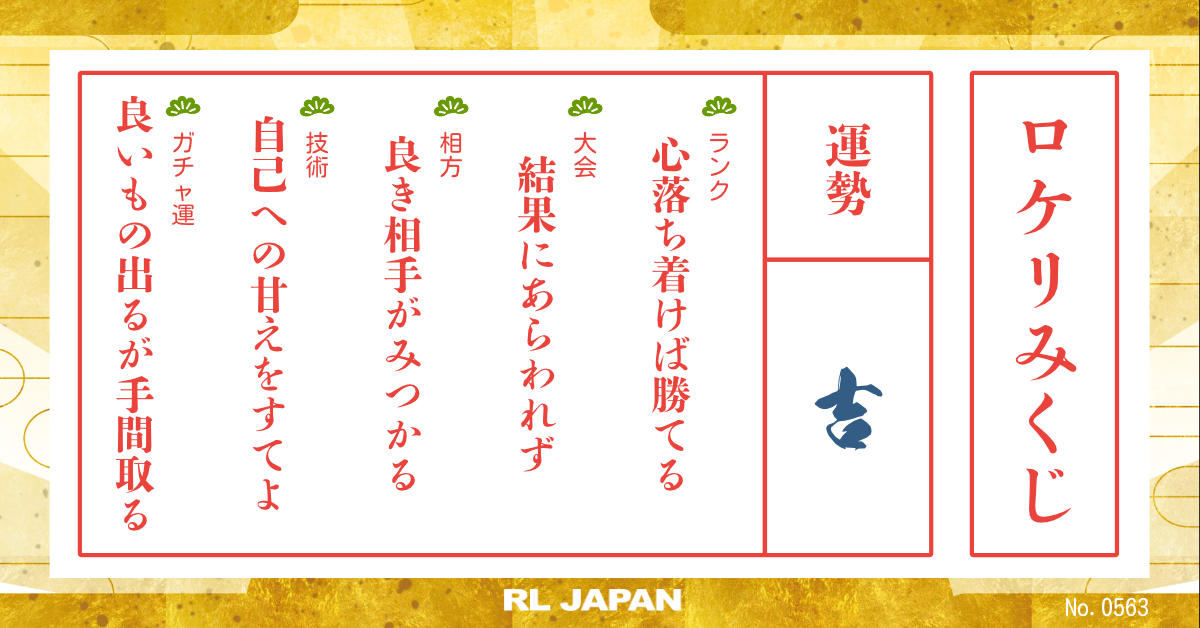 ロケリみくじ
運勢
吉
ランク
心落ち着けば勝てる
大会
結果にあらわれず
相方
良き相手がみつかる
技術
自己への甘えをすてよ
ガチャ運
良いもの出るが手間取る
RL JAPAN
No. 0563